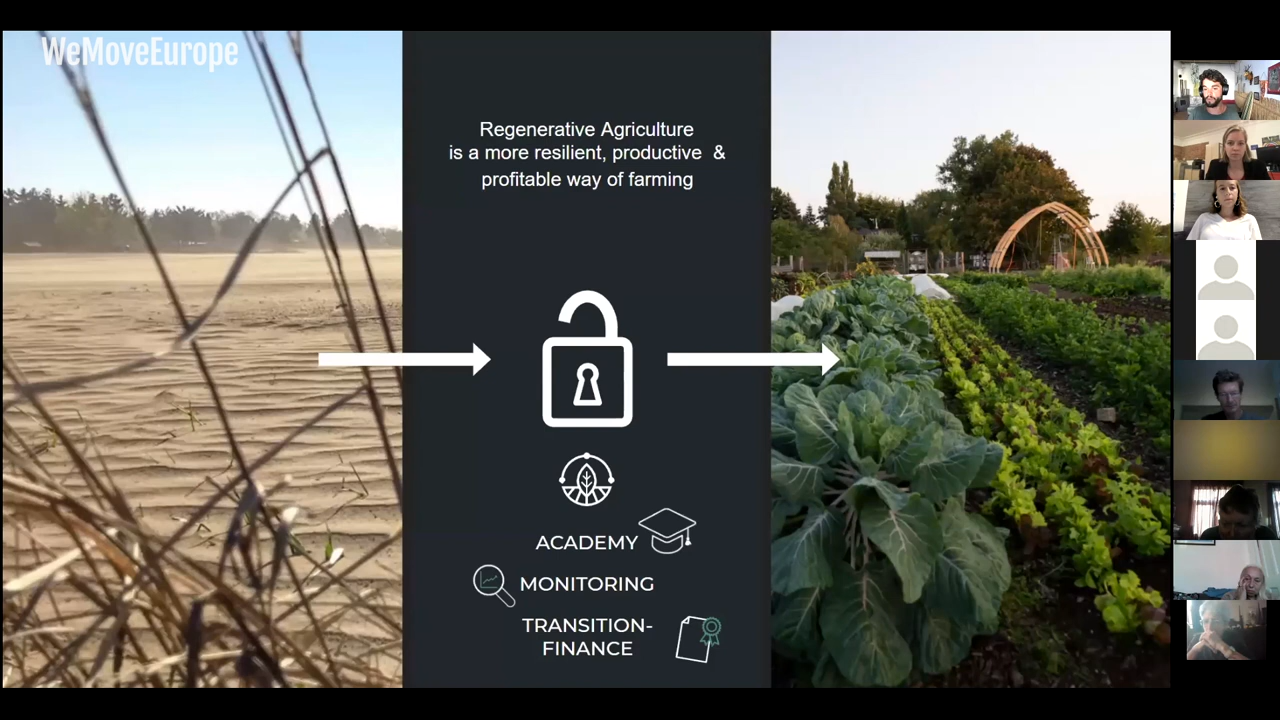 WeMoveEurope
Regenerative Agriculture
is a more resilient, productive &
profitable way of farming
ACADEMY
MONITORING
TRANSITION-
FINANCE